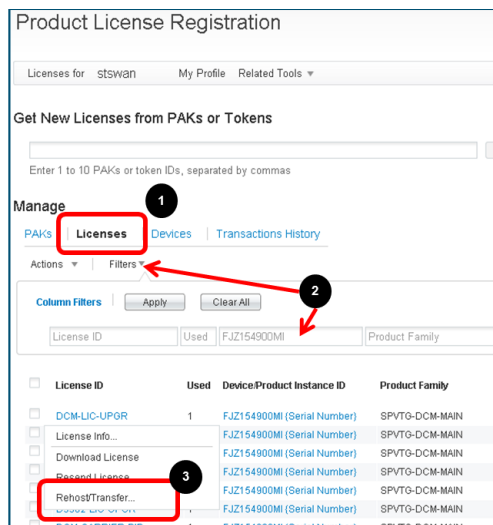 Product License Registration
Licenses for stswan My Profile Related Tools
Get New Licenses from PAKs or Tokens
Enter 1 to 10 PAKs or token IDs, separated by commas
Manage
1
PAKs Licenses Devices Transactions History
Actions Filters
2
Column Filters Apply Clear All
License ID Used FJZ154900MI Product Family
License ID Used Device/Product Instance ID Product Family
DCM-LIC-UPGR 1 FJZ154900MI (Serial Number) SPVTG-DCM-MAIN
License Info... FJZ154900MI (Serial Number) SPVTG-DCM-MAIN
Download License FJZ154900MI (Serial Number) SPVTG-DCM-MAIN
Resend License FJZ154900MI (Serial Number) SPVTG-DCM-MAIN
3
Rehost/Transfer... FJZ154900MI (Serial Number) SPVTG-DCM-MAIN
FJZ154900MI (Serial Number) SPVTG-DCM-MAIN